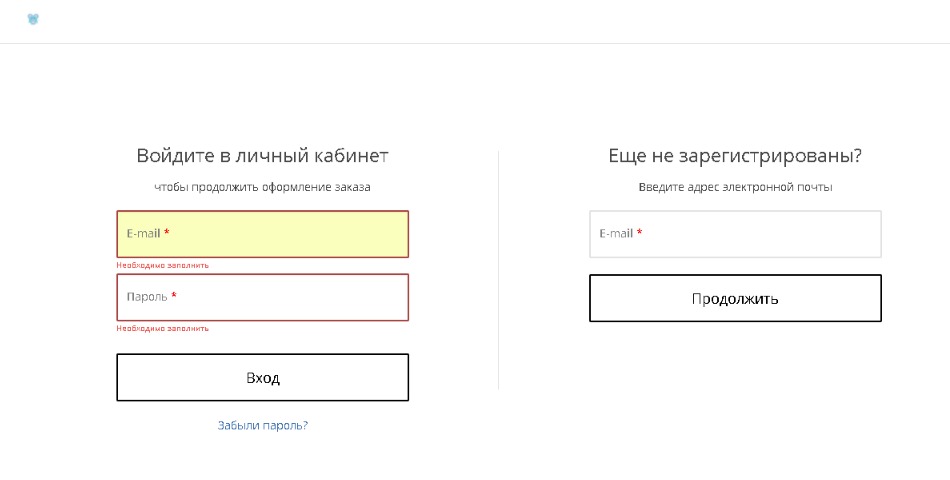 Войдите в личный кабинет
чтобы продолжить оформление заказа
E-mail *
Необходимо заполнить
Пароль *
Необходимо заполнить
Вход
Забыли пароль?
Еще не зарегистрированы?
Введите адрес электронной почты
E-mail *
Продолжить